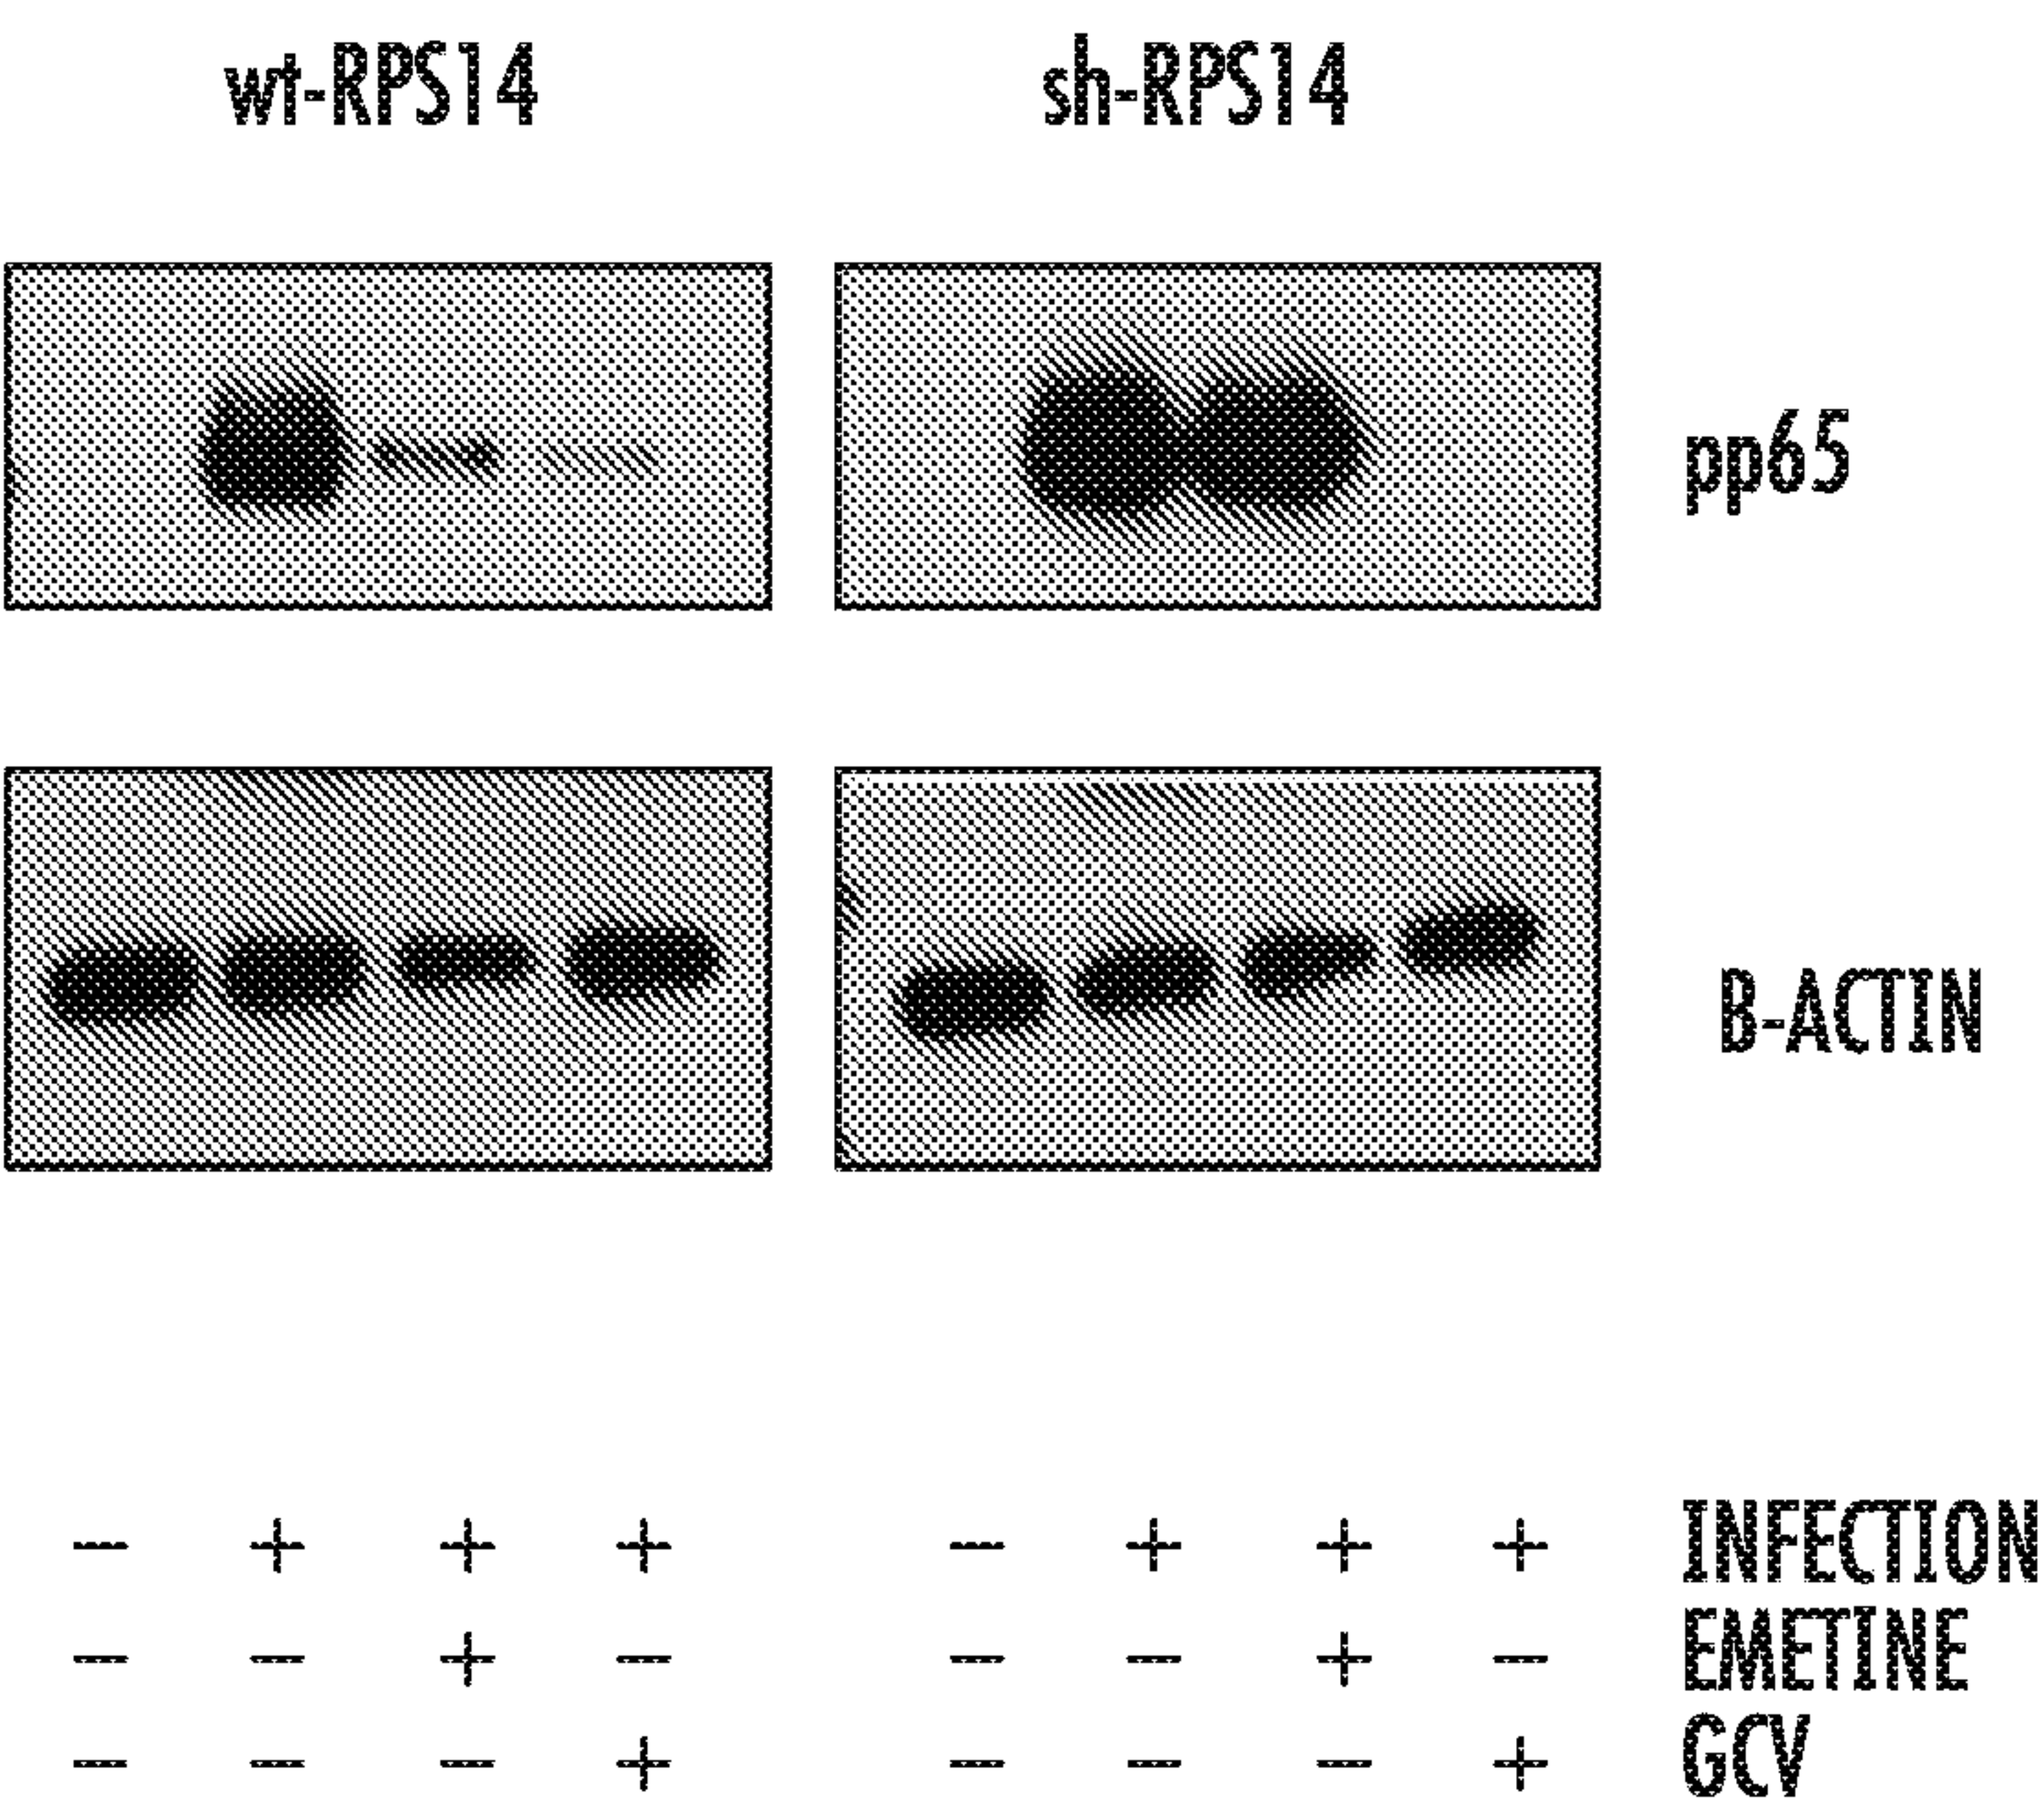 wt-RPS14 sh-RPS14
pp65
B-ACTIN
− + + + − + + + INFECTION
− − + − − − + − EMETINE
− − − + − − − + GCV